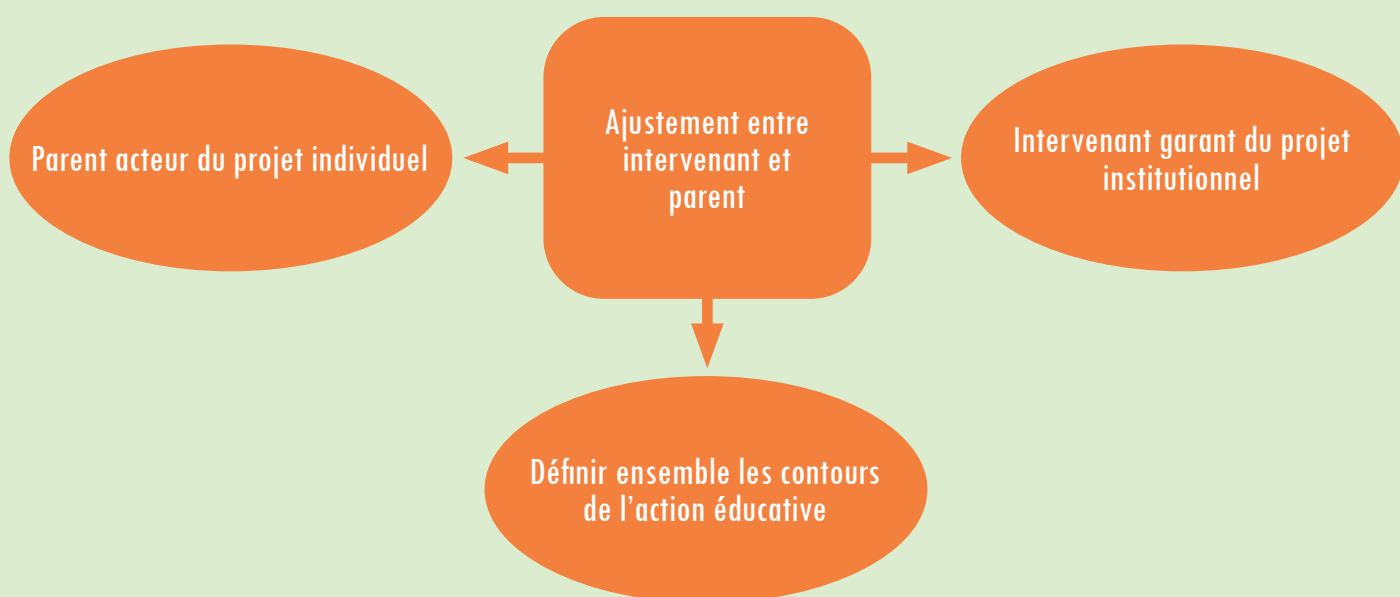 Parent acteur du projet individuel
Ajustement entre
intervenant et
parent
Intervenant garant du projet
institutionnel
Définir ensemble les contours
de l'action éducative